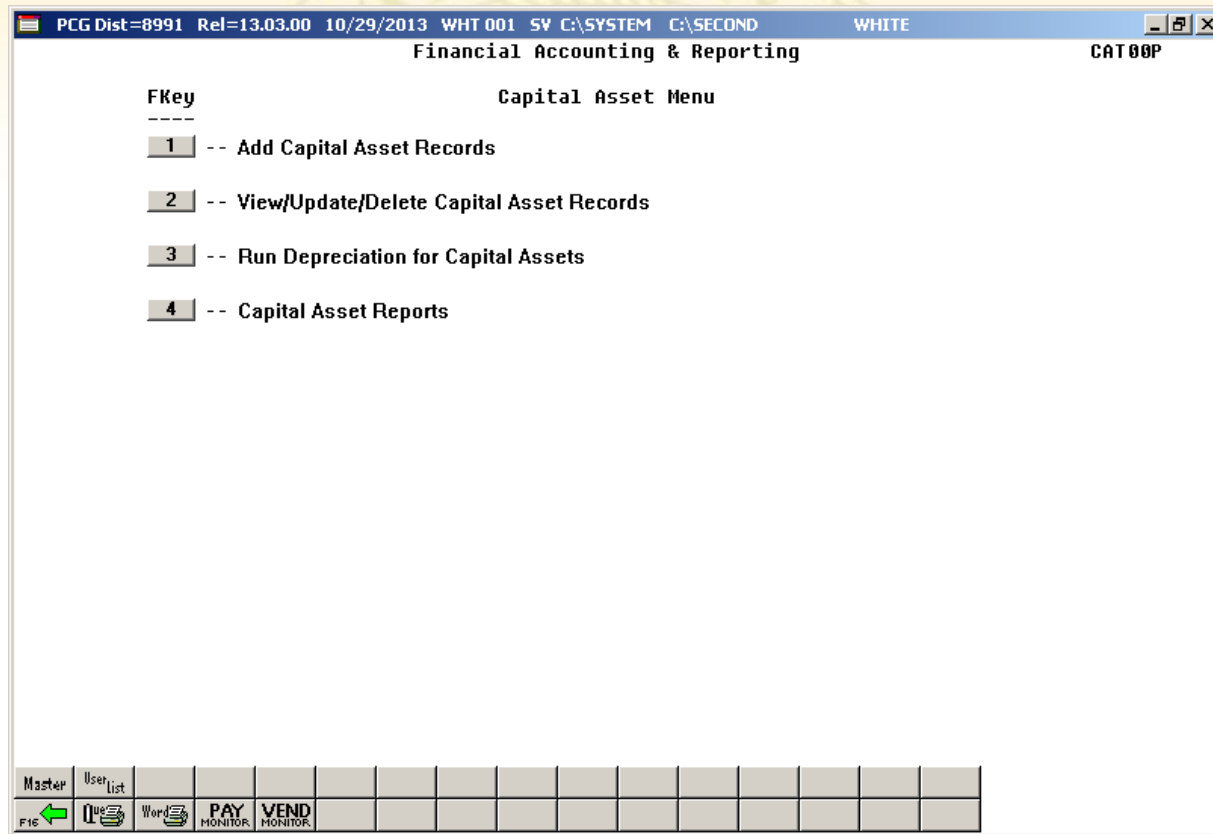 PCG Dist=8991 Rel=13.03.00 10/29/2013 WHT 001 SV C:\SYSTEM C:\SECOND WHITE
Financial Accounting & Reporting CAT00P
FKey Capital Asset Menu
----
1 -- Add Capital Asset Records
2 -- View/Update/Delete Capital Asset Records
3 -- Run Depreciation for Capital Assets
4 -- Capital Asset Reports
Master User List
F16 Que Word PAY MONITOR VEND MONITOR